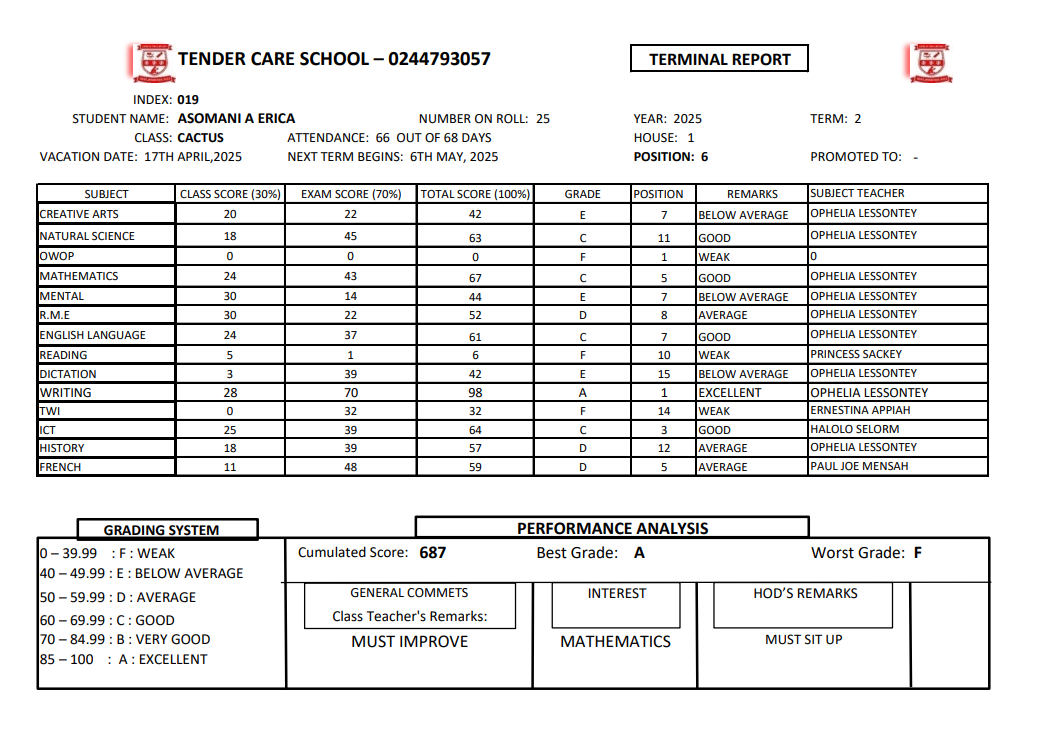 TENDER CARE SCHOOL – 0244793057
TERMINAL REPORT
INDEX: 019
STUDENT NAME: ASOMANI A ERICA NUMBER ON ROLL: 25 YEAR: 2025 TERM: 2
CLASS: CACTUS ATTENDANCE: 66 OUT OF 68 DAYS HOUSE: 1
VACATION DATE: 17TH APRIL,2025 NEXT TERM BEGINS: 6TH MAY, 2025 POSITION: 6 PROMOTED TO: -
SUBJECT CLASS SCORE (30%) EXAM SCORE (70%) TOTAL SCORE (100%) GRADE POSITION REMARKS SUBJECT TEACHER
CREATIVE ARTS 20 22 42 E 7 BELOW AVERAGE OPHELIA LESSONTEY
NATURAL SCIENCE 18 45 63 C 11 GOOD OPHELIA LESSONTEY
OWOP 0 0 0 F 1 WEAK 0
MATHEMATICS 24 43 67 C 5 GOOD OPHELIA LESSONTEY
MENTAL 30 14 44 E 7 BELOW AVERAGE OPHELIA LESSONTEY
R.M.E 30 22 52 D 8 AVERAGE OPHELIA LESSONTEY
ENGLISH LANGUAGE 24 37 61 C 7 GOOD OPHELIA LESSONTEY
READING 5 1 6 F 10 WEAK PRINCESS SACKEY
DICTATION 3 39 42 E 15 BELOW AVERAGE OPHELIA LESSONTEY
WRITING 28 70 98 A 1 EXCELLENT OPHELIA LESSONTEY
TWI 0 32 32 F 14 WEAK ERNESTINA APPIAH
ICT 25 39 64 C 3 GOOD HALOLO SELORM
HISTORY 18 39 57 D 12 AVERAGE OPHELIA LESSONTEY
FRENCH 11 48 59 D 5 AVERAGE PAUL JOE MENSAH
GRADING SYSTEM
0 – 39.99 : F : WEAK
40 – 49.99 : E : BELOW AVERAGE
50 – 59.99 : D : AVERAGE
60 – 69.99 : C : GOOD
70 – 84.99 : B : VERY GOOD
85 – 100 : A : EXCELLENT
PERFORMANCE ANALYSIS
Cumulated Score: 687 Best Grade: A Worst Grade: F
GENERAL COMMETS
Class Teacher's Remarks:
MUST IMPROVE
INTEREST
MATHEMATICS
HOD'S REMARKS
MUST SIT UP